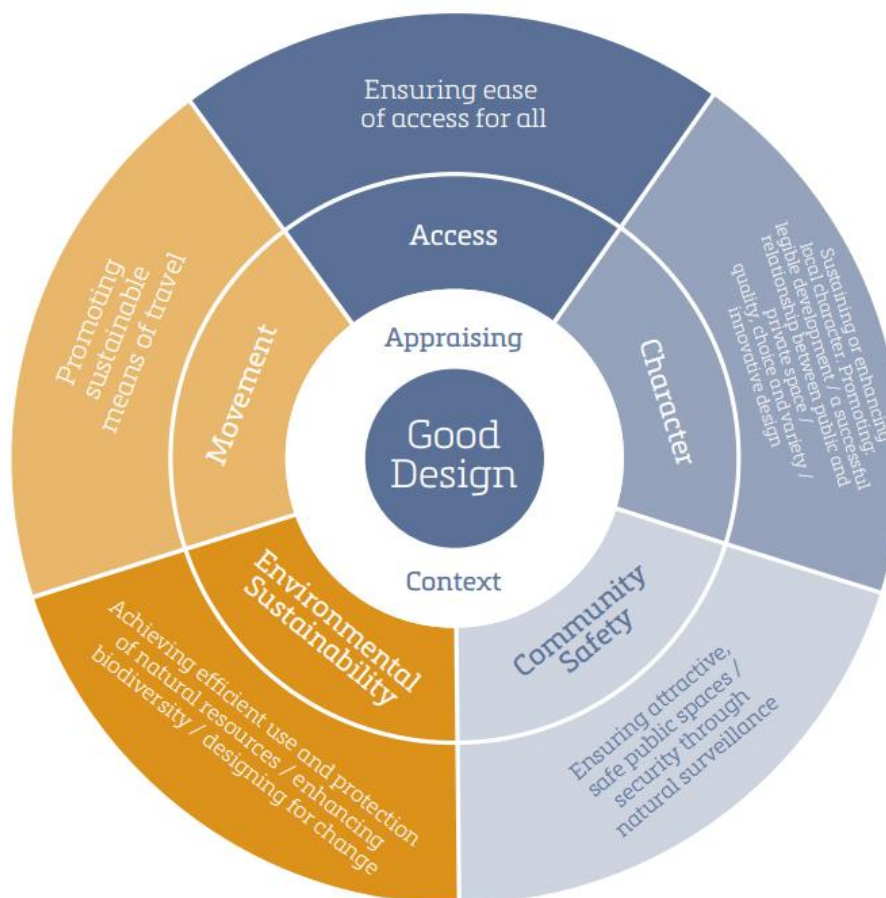 Ensuring ease
of access for all
Access
Sustaining or enhancing
local character. Promoting:
legible development / a successful
relationship between public and
private space /
quality, choice and variety /
innovative design
Character
Community
Safety
Ensuring attractive,
safe public spaces /
security through
natural surveillance
Environmental
Sustainability
Achieving efficient use and protection
of natural resources / enhancing
biodiversity / designing for change
Movement
Promoting
sustainable
means of travel
Appraising
Good
Design
Context